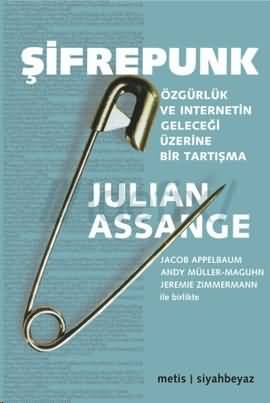 ŞİFREPUNK
ÖZGÜRLÜK
VE INTERNETİN
GELECEĞİ
ÜZERİNE
BİR TARTIŞMA
JULIAN
ASSANGE
JACOB APPELBAUM
ANDY MÜLLER-MAGUHN
JEREMIE ZIMMERMANN
ile birlikte
metis | siyahbeyaz